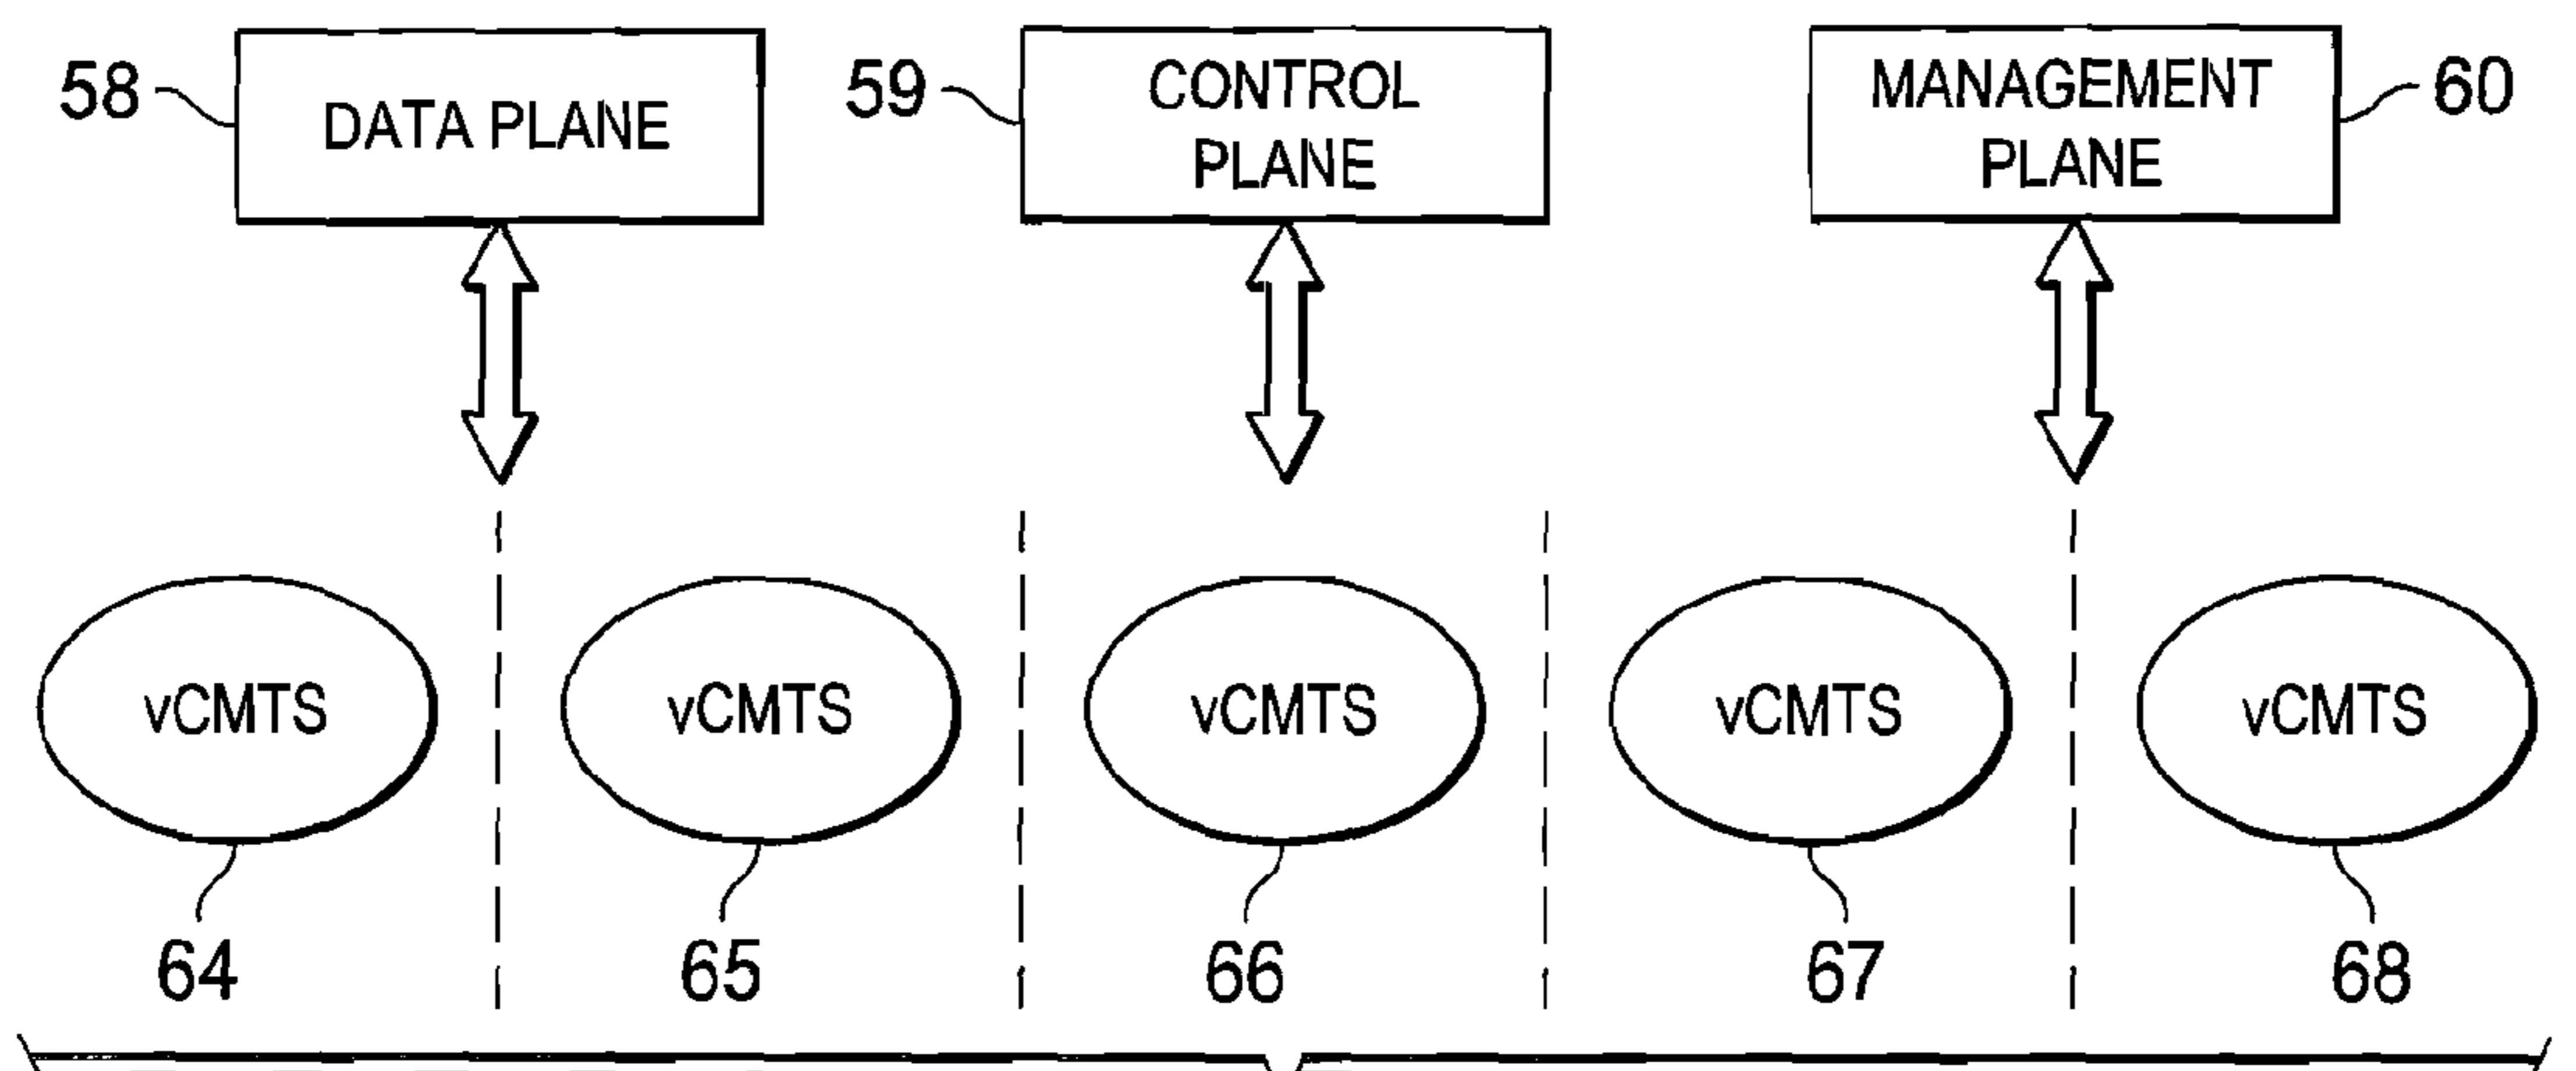 58 DATA PLANE
59 CONTROL
PLANE
MANAGEMENT
PLANE 60
vCMTS vCMTS vCMTS vCMTS vCMTS
64 65 66 67 68